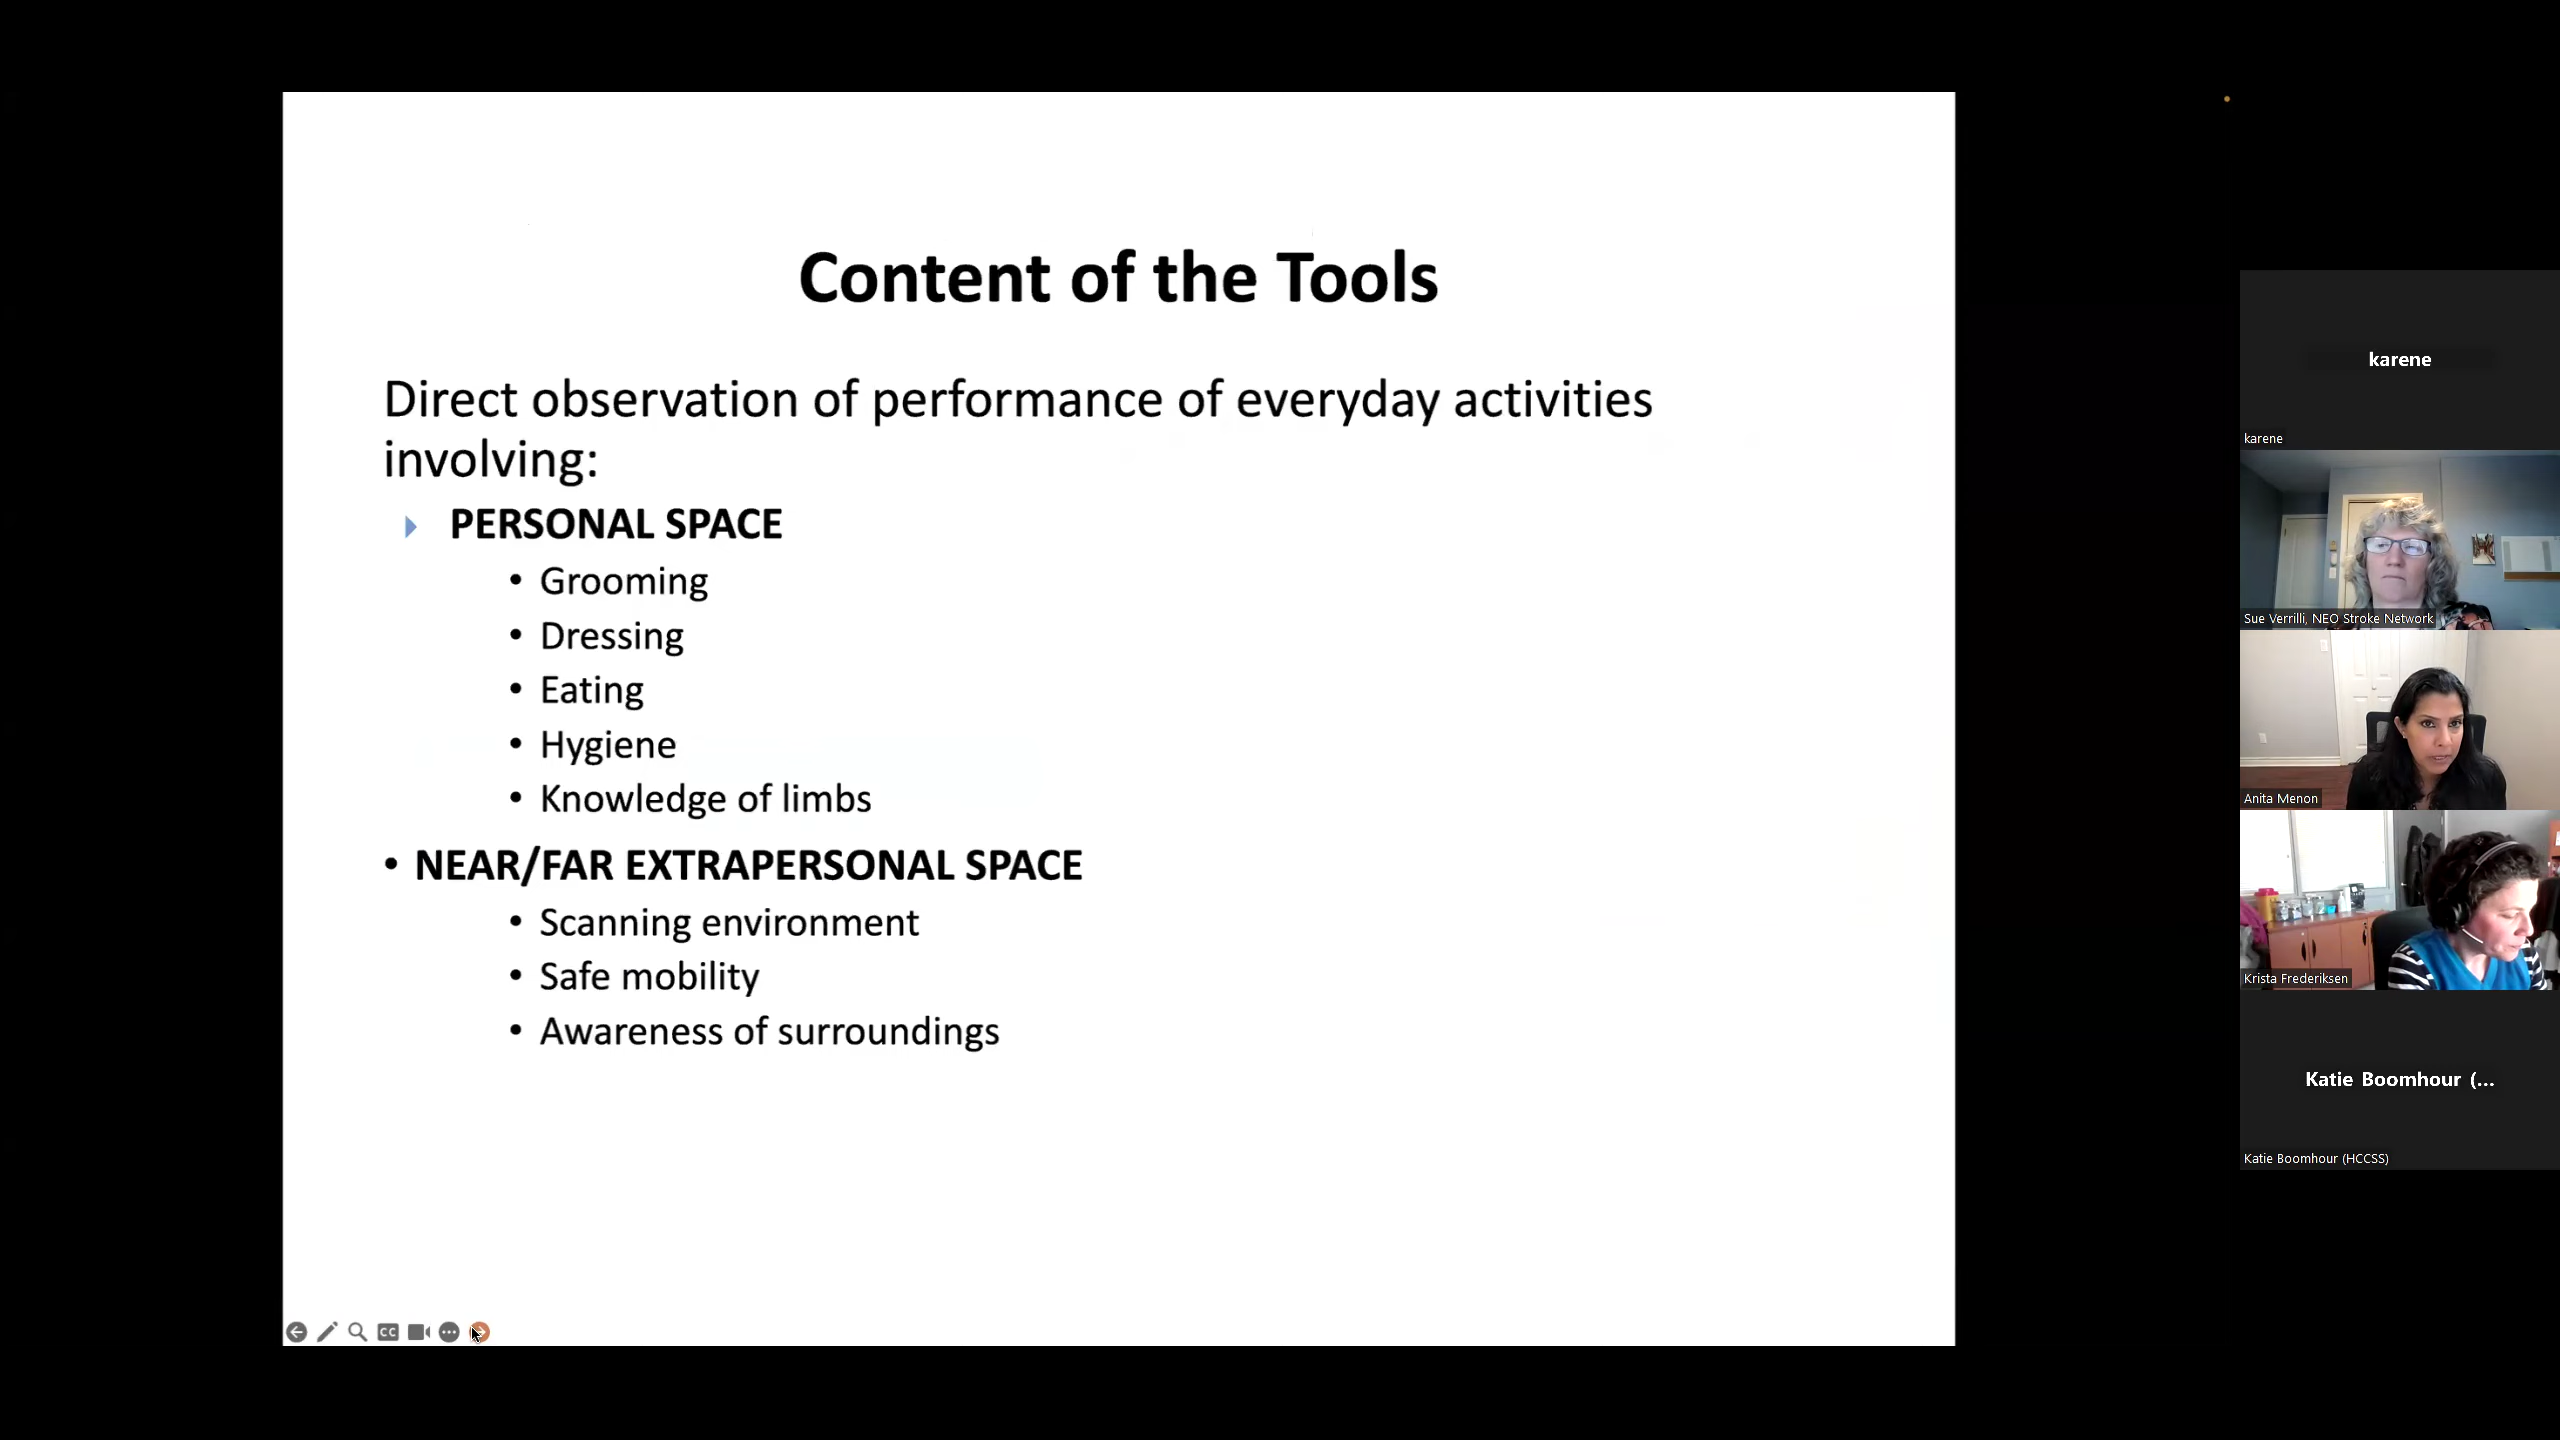 Content of the Tools
Direct observation of performance of everyday activities
involving:
PERSONAL SPACE
• Grooming
• Dressing
• Eating
• Hygiene
• Knowledge of limbs
• NEAR/FAR EXTRAPERSONAL SPACE
• Scanning environment
• Safe mobility
• Awareness of surroundings
CC
karene
karene
Sue Verrilli, NEO Stroke Network
Anita Menon
Krista Frederiksen
Katie Boomhour (...
Katie Boomhour (HCCSS)